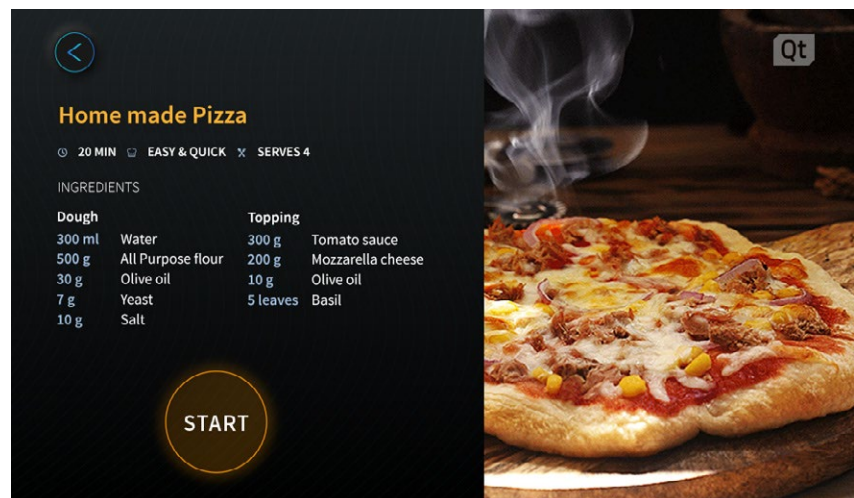 Qt
Home made Pizza
20 MIN EASY & QUICK SERVES 4
INGREDIENTS
Dough
300 ml Water
500 g All Purpose flour
30 g Olive oil
7 g Yeast
10 g Salt
Topping
300 g Tomato sauce
200 g Mozzarella cheese
10 g Olive oil
5 leaves Basil
START